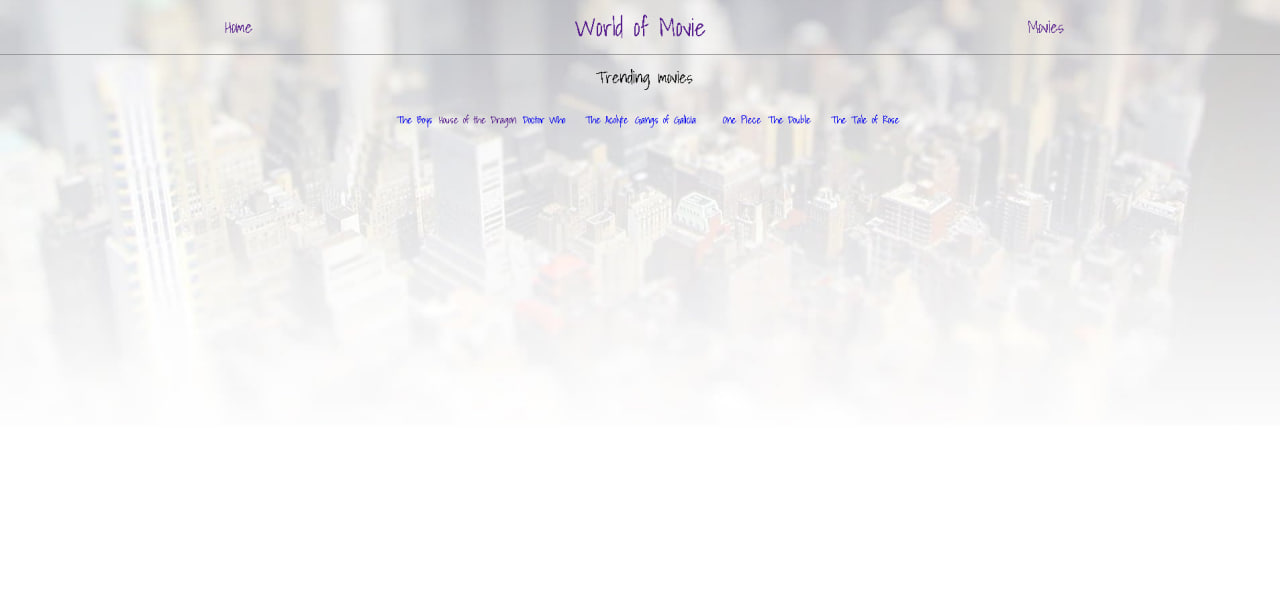 Home World of Movie Movies
Trending movies
The Boys House of the Dragon Doctor Who The Acolyte Gangs of Galicia One Piece The Double The Tale of Rose